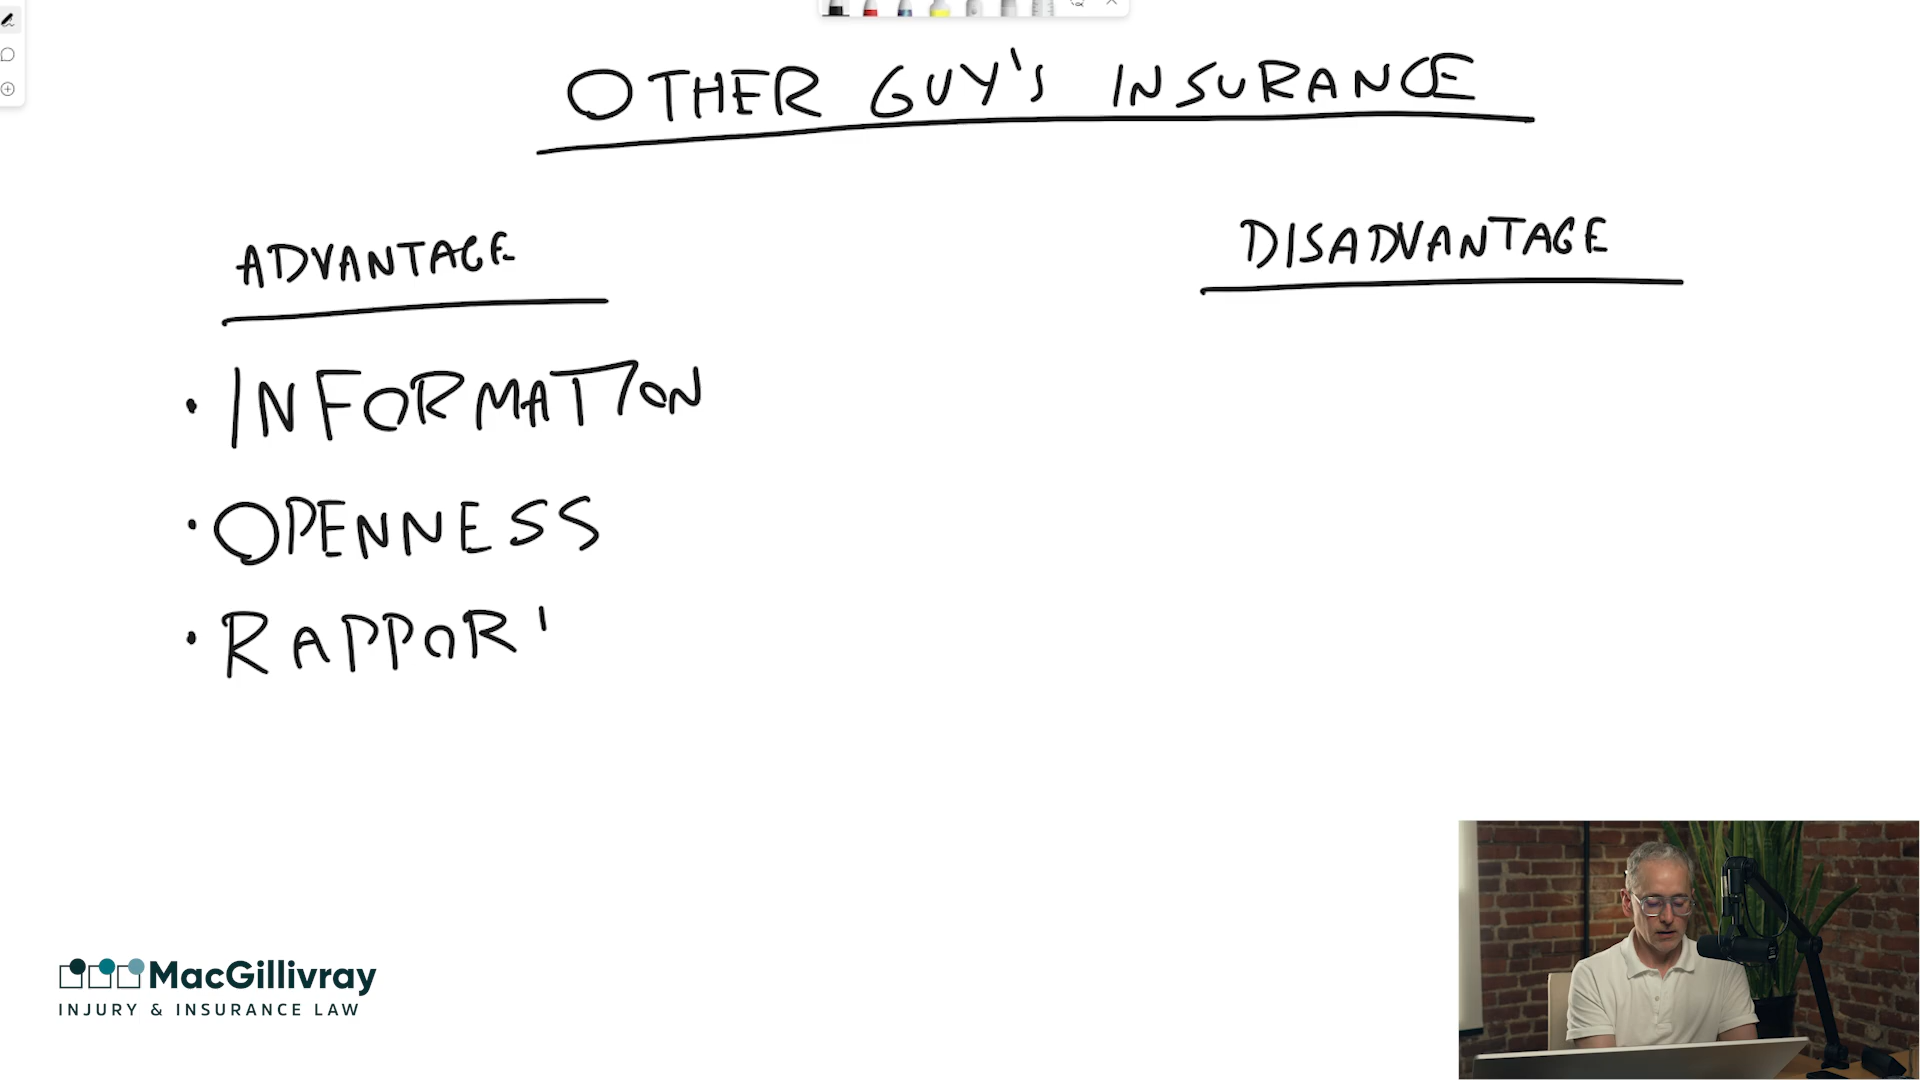 OTHER GUY'S INSURANCE
ADVANTAGE
DISADVANTAGE
• INFORMATION
• OPENNESS
• RAPPOR'
MacGillivray
INJURY & INSURANCE LAW